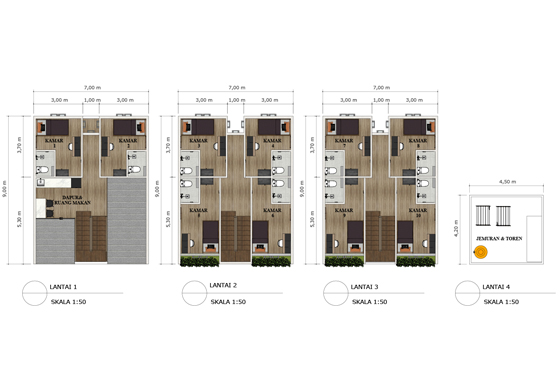 7,00 m
3,00 m 1,00 m 3,00 m
3,70 m
9,00 m
5,30 m
KAMAR
1
KAMAR
2
DAPUR&
RUANG MAKAN
LANTAI 1
SKALA 1:50
7,00 m
3,00 m 1,00 m 3,00 m
3,70 m
9,00 m
5,30 m
KAMAR
KAMAR
KAMAR
KAMAR
6
LANTAI 2
SKALA 1:50
7,00 m
3,00 m 1,00 m 3,00 m
3,70 m
9,00 m
5,30 m
KAMAR
7
KAMAR
8
KAMAR
9
KAMAR
10
LANTAI 3
SKALA 1:50
4,50 m
4,20 m
JEMURAN & TOREN
LANTAI 4
SKALA 1:50